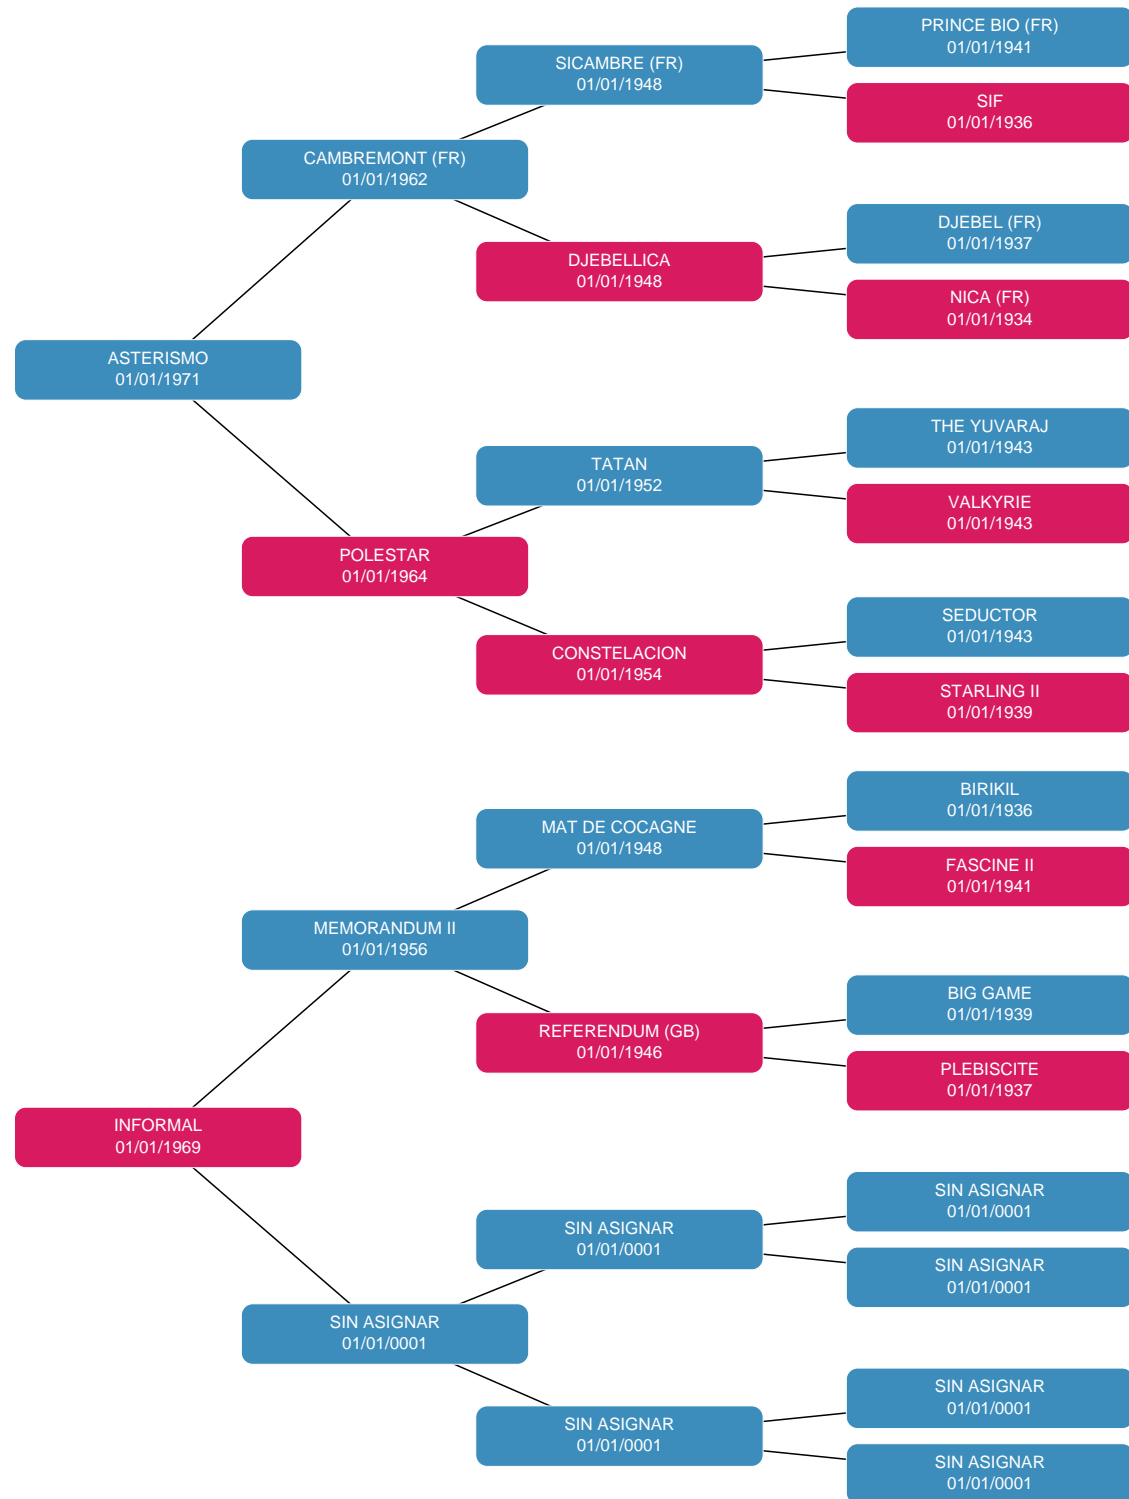 PRINCE BIO (FR)
01/01/1941
SICAMBRE (FR)
01/01/1948
SIF
01/01/1936
CAMBREMONT (FR)
01/01/1962
DJEBEL (FR)
01/01/1937
DJEBELLICA
01/01/1948
NICA (FR)
01/01/1934
ASTERISMO
01/01/1971
THE YUVARAJ
01/01/1943
TATAN
01/01/1952
VALKYRIE
01/01/1943
POLESTAR
01/01/1964
SEDUCTOR
01/01/1943
CONSTELACION
01/01/1954
STARLING II
01/01/1939
BIRIKIL
01/01/1936
MAT DE COCAGNE
01/01/1948
FASCINE II
01/01/1941
MEMORANDUM II
01/01/1956
BIG GAME
01/01/1939
REFERENDUM (GB)
01/01/1946
PLEBISCITE
01/01/1937
INFORMAL
01/01/1969
SIN ASIGNAR
01/01/0001
SIN ASIGNAR
01/01/0001
SIN ASIGNAR
01/01/0001
SIN ASIGNAR
01/01/0001
SIN ASIGNAR
01/01/0001
SIN ASIGNAR
01/01/0001
SIN ASIGNAR
01/01/0001